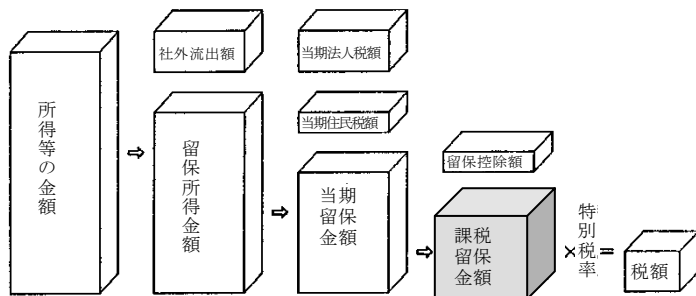 所得等の金額
社外流出額
留保所得金額
当期法人税額
当期住民税額
当期
留保
金額
留保控除額
課税
留保
金額
×
特別税率
=
税額